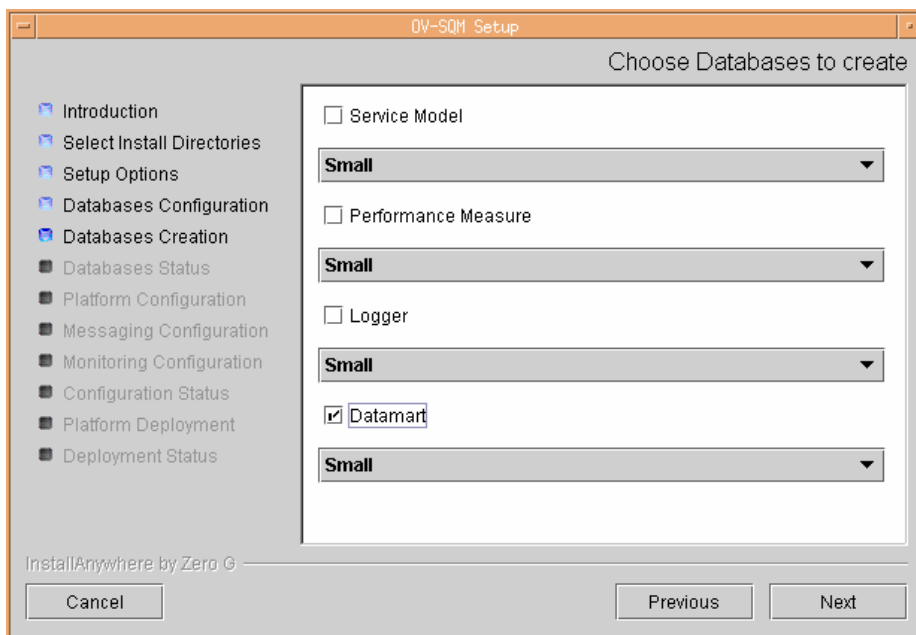 OV-SQM Setup
Choose Databases to create
Introduction
Select Install Directories
Setup Options
Databases Configuration
Databases Creation
Databases Status
Platform Configuration
Messaging Configuration
Monitoring Configuration
Configuration Status
Platform Deployment
Deployment Status
Service Model
Small
Performance Measure
Small
Logger
Small
Datamart
Small
InstallAnywhere by Zero G
Cancel
Previous
Next